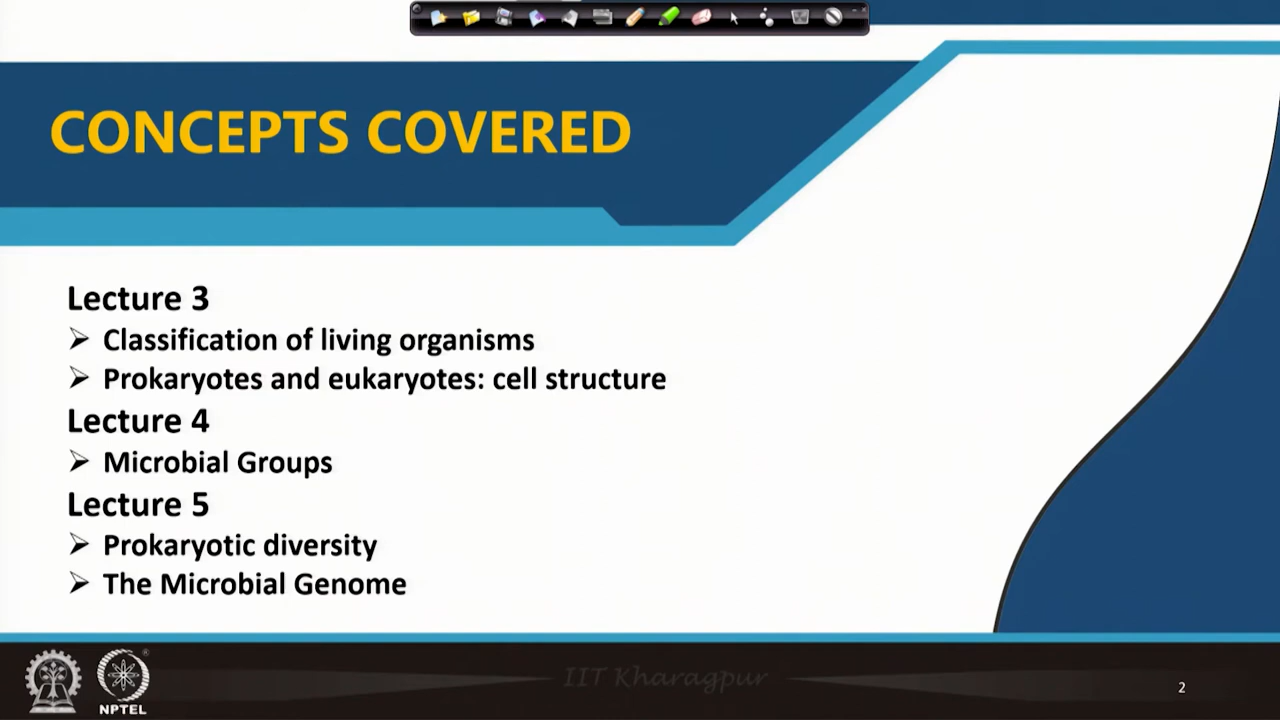 CONCEPTS COVERED
Lecture 3
Classification of living organisms
Prokaryotes and eukaryotes: cell structure
Lecture 4
Microbial Groups
Lecture 5
Prokaryotic diversity
The Microbial Genome
IIT Kharagpur
NPTEL
2